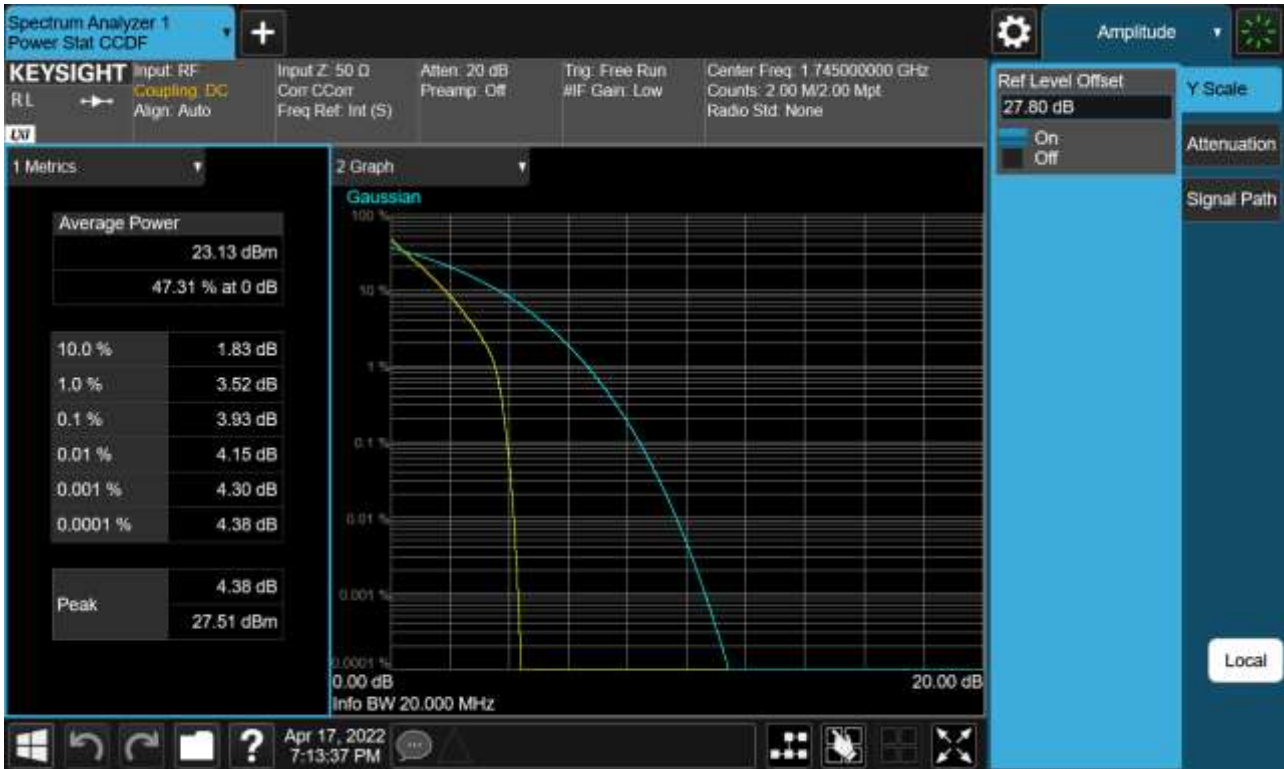 Spectrum Analyzer 1
Power Stat CCDF
+
Amplitude
KEYSIGHT
RL
LXI
Input: RF
Coupling: DC
Align: Auto
Input Z: 50 Ω
Corr CCorr
Freq Ref: Int (S)
Atten: 20 dB
Preamp: Off
Trig: Free Run
#IF Gain: Low
Center Freq: 1.745000000 GHz
Counts: 2.00 M/2.00 Mpt
Radio Std: None
Ref Level Offset
27.80 dB
On
Off
Y Scale
Attenuation
Signal Path
1 Metrics
Average Power
23.13 dBm
47.31 % at 0 dB
10.0 % 1.83 dB
1.0 % 3.52 dB
0.1 % 3.93 dB
0.01 % 4.15 dB
0.001 % 4.30 dB
0.0001 % 4.38 dB
Peak
4.38 dB
27.51 dBm
2 Graph
Gaussian
100 %
10 %
1 %
0.1 %
0.01 %
0.001 %
0.0001 %
0.00 dB
20.00 dB
Info BW 20.000 MHz
Local
?
Apr 17, 2022
7:13:37 PM